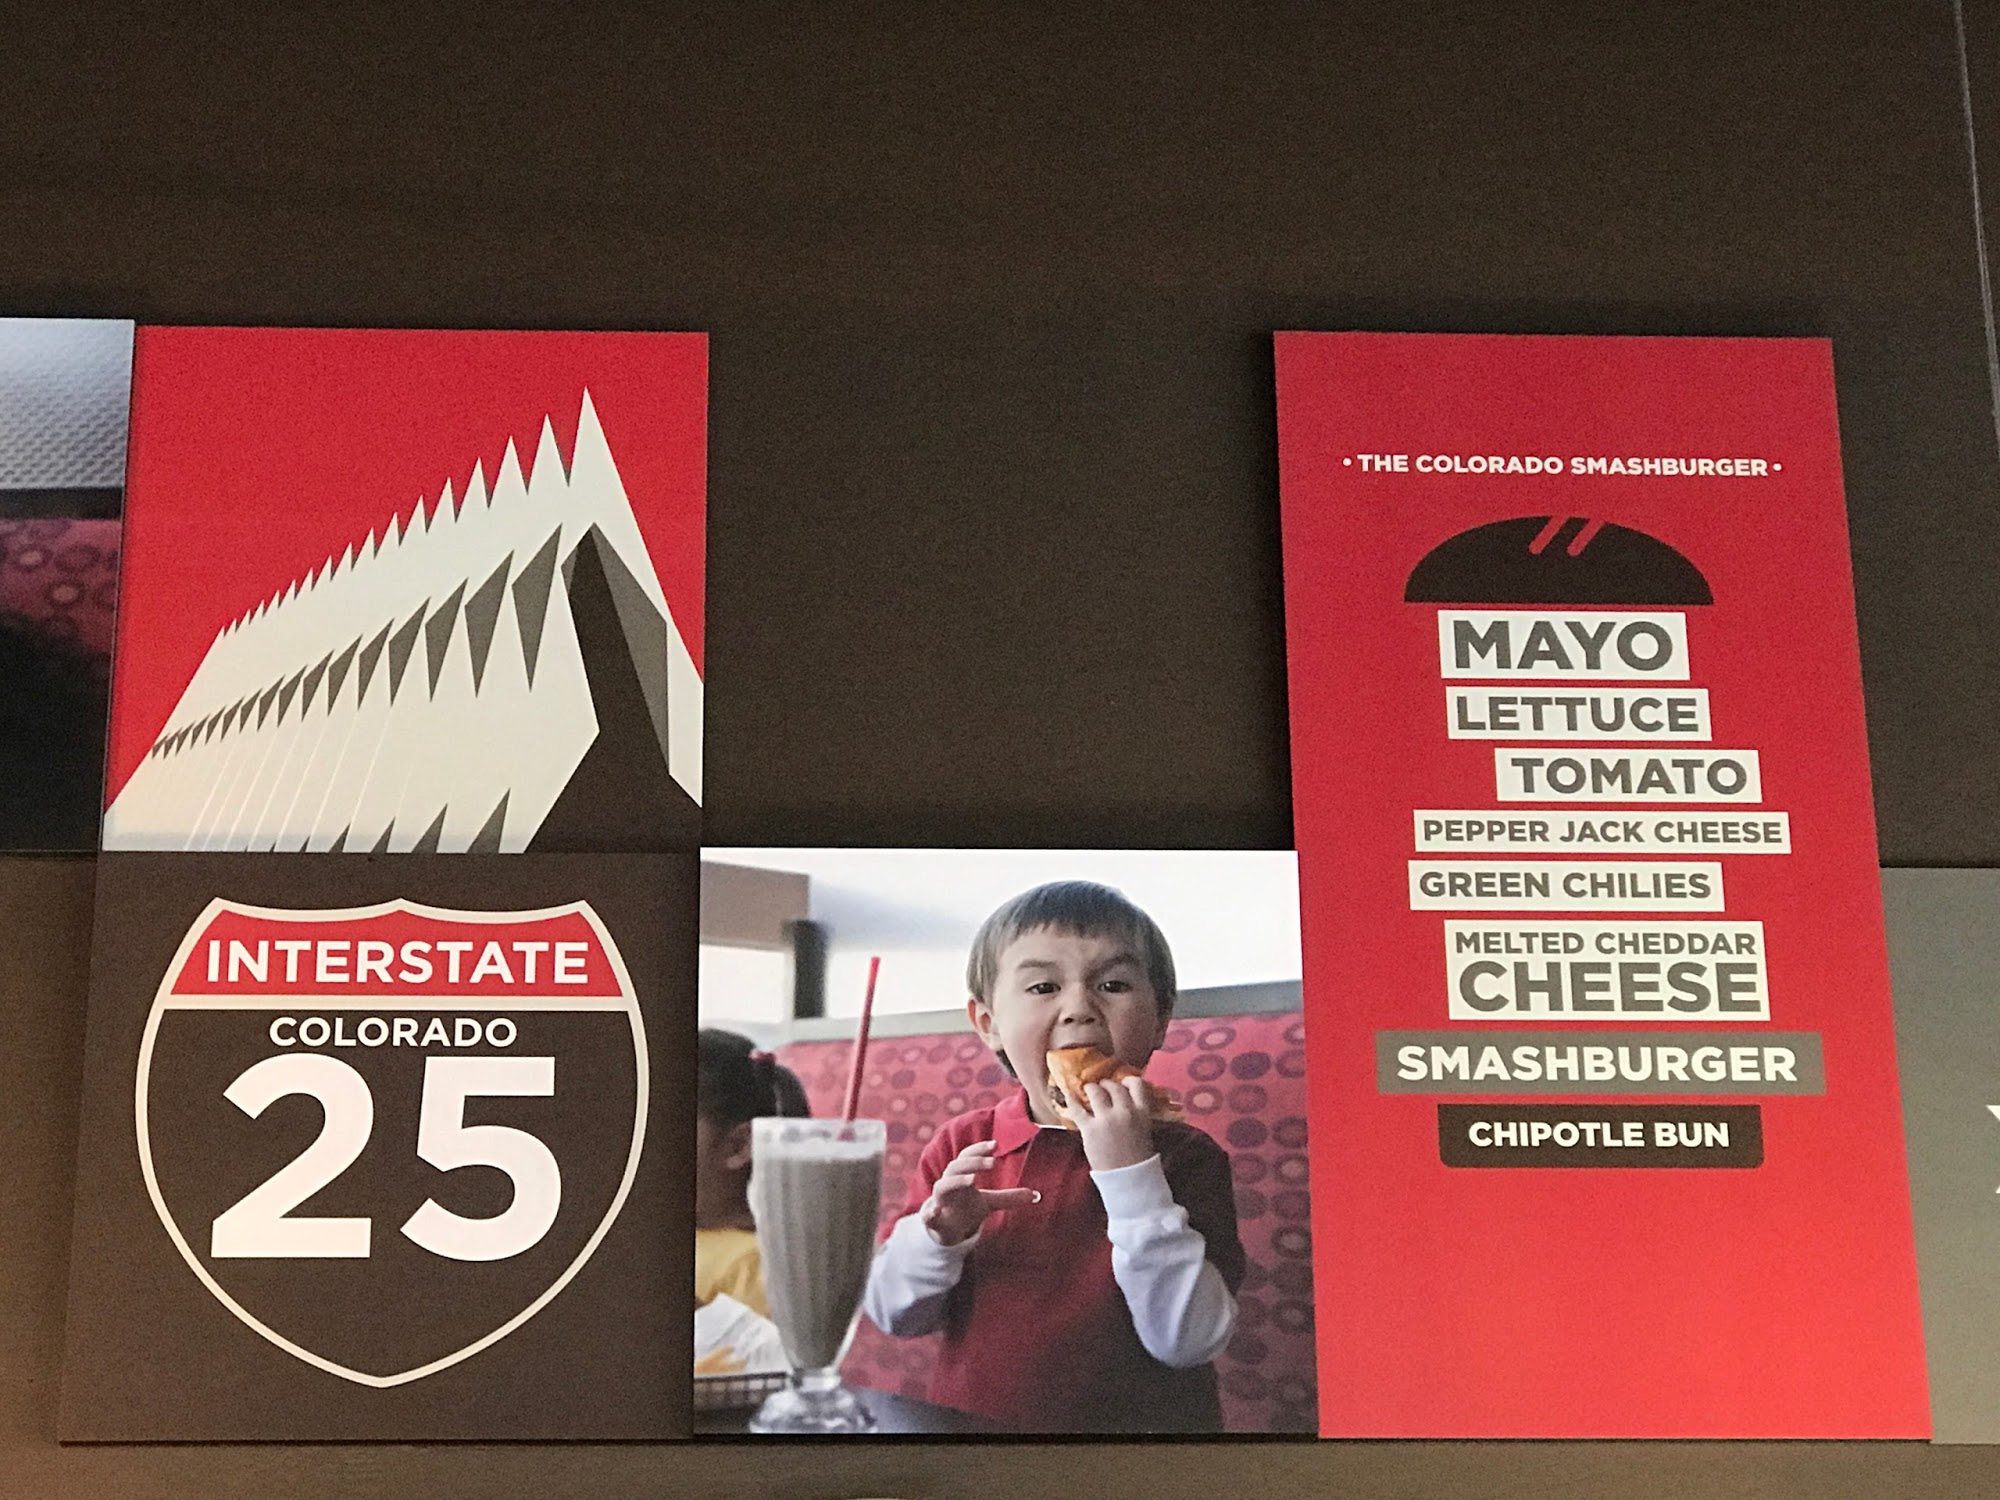 INTERSTATE
COLORADO
25
• THE COLORADO SMASHBURGER •
MAYO
LETTUCE
TOMATO
PEPPER JACK CHEESE
GREEN CHILIES
MELTED CHEDDAR
CHEESE
SMASHBURGER
CHIPOTLE BUN